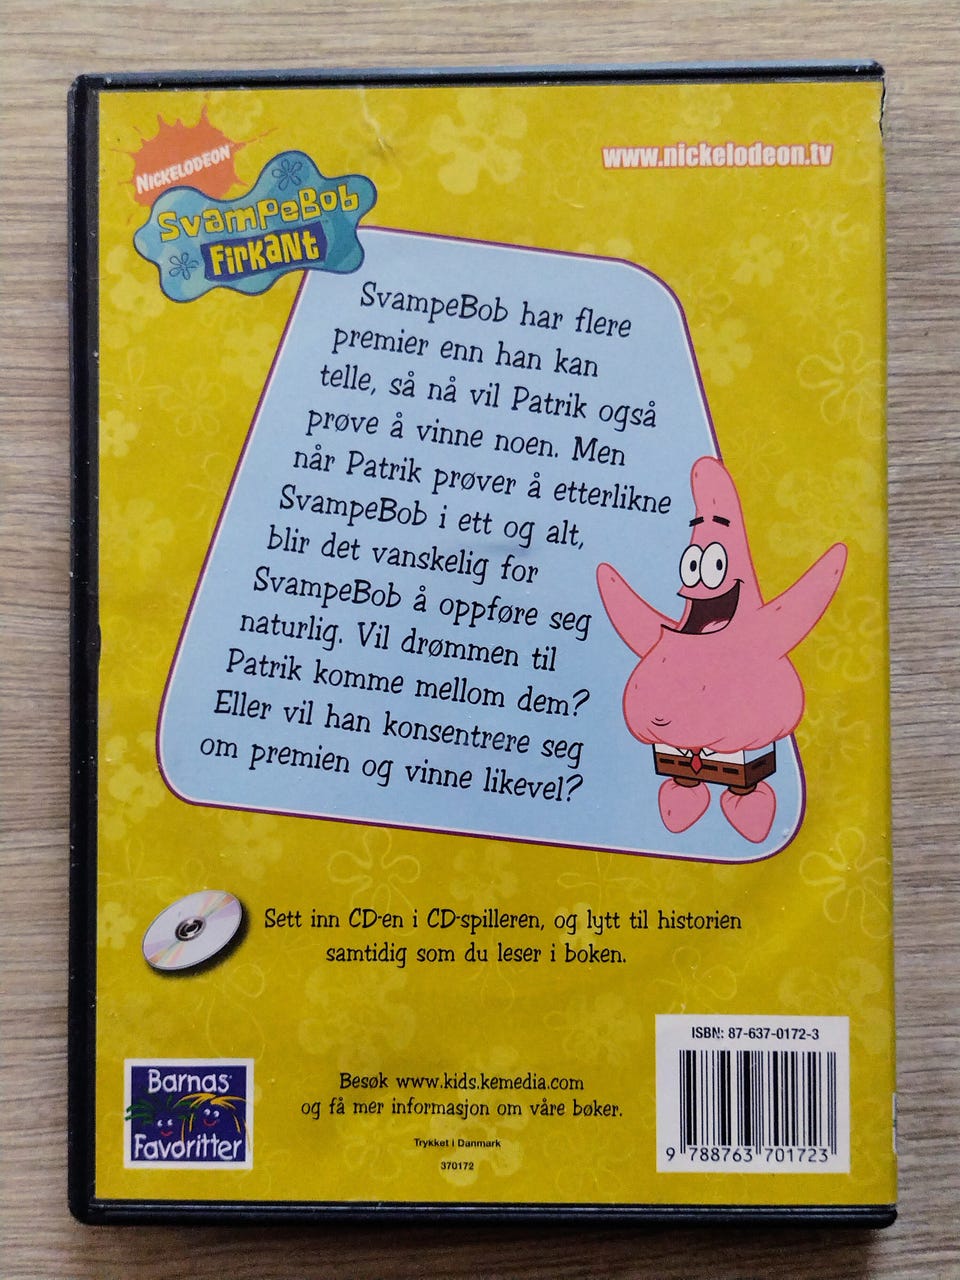 NICKELODEON
www.nickelodeon.tv
SvampeBob
FIRKANT
SvampeBob har flere
premier enn han kan
telle, så nå vil Patrik også
prøve å vinne noen. Men
når Patrik prøver å etterlikne
SvampeBob i ett og alt,
blir det vanskelig for
SvampeBob å oppføre seg
naturlig. Vil drømmen til
Patrik komme mellom dem?
Eller vil han konsentrere seg
om premien og vinne likevel?
Sett inn CD-en i CD-spilleren, og lytt til historien
samtidig som du leser i boken.
ISBN: 87-637-0172-3
Barnas
Favoritter
Besøk www.kids.kemedia.com
og få mer informasjon om våre bøker.
Trykket i Danmark
370172
9 788763 701723